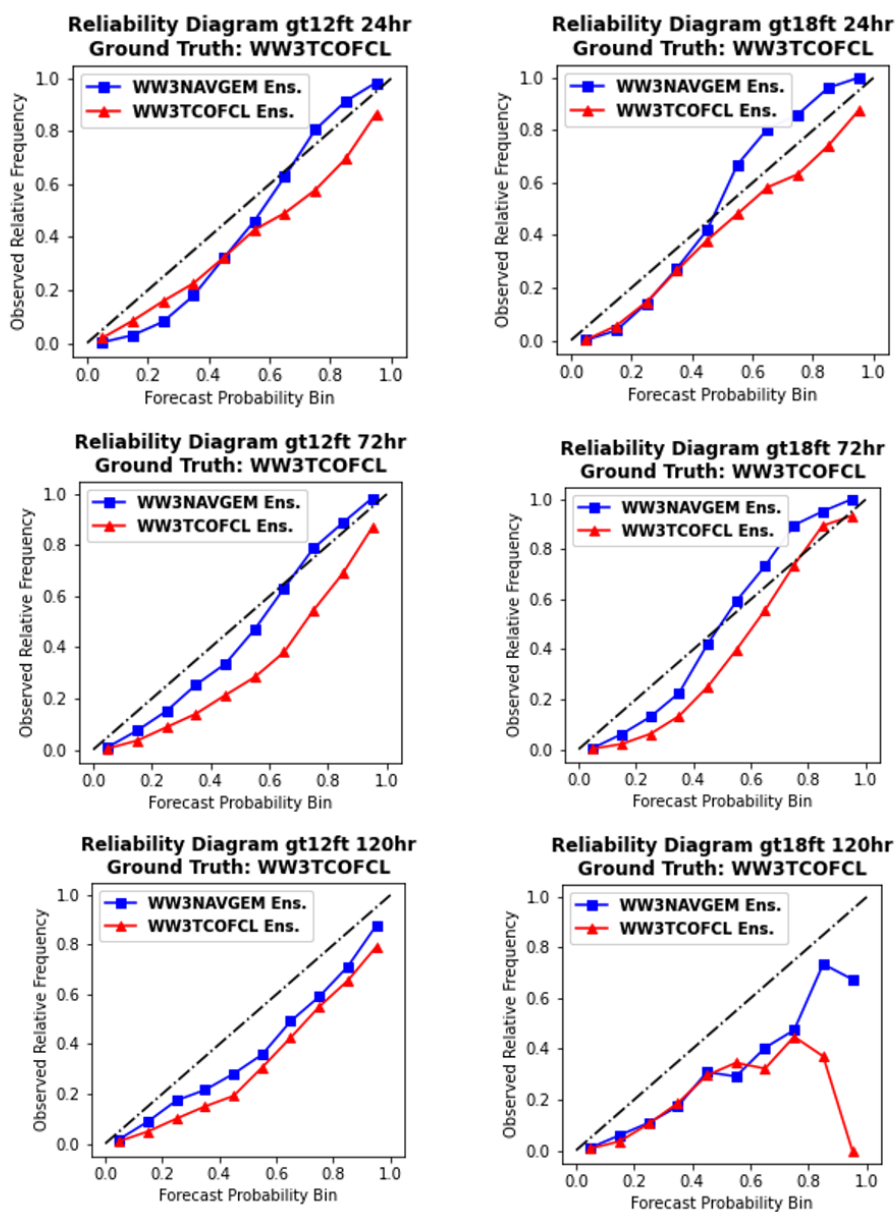 Reliability Diagram gt12ft 24hr
Ground Truth: WW3TCOFCL
WW3NAVGEM Ens.
WW3TCOFCL Ens.
Observed Relative Frequency
1.0
0.8
0.6
0.4
0.2
0.0
0.0 0.2 0.4 0.6 0.8 1.0
Forecast Probability Bin
Reliability Diagram gt18ft 24hr
Ground Truth: WW3TCOFCL
WW3NAVGEM Ens.
WW3TCOFCL Ens.
Observed Relative Frequency
1.0
0.8
0.6
0.4
0.2
0.0
0.0 0.2 0.4 0.6 0.8 1.0
Forecast Probability Bin
Reliability Diagram gt12ft 72hr
Ground Truth: WW3TCOFCL
WW3NAVGEM Ens.
WW3TCOFCL Ens.
Observed Relative Frequency
1.0
0.8
0.6
0.4
0.2
0.0
0.0 0.2 0.4 0.6 0.8 1.0
Forecast Probability Bin
Reliability Diagram gt18ft 72hr
Ground Truth: WW3TCOFCL
WW3NAVGEM Ens.
WW3TCOFCL Ens.
Observed Relative Frequency
1.0
0.8
0.6
0.4
0.2
0.0
0.0 0.2 0.4 0.6 0.8 1.0
Forecast Probability Bin
Reliability Diagram gt12ft 120hr
Ground Truth: WW3TCOFCL
WW3NAVGEM Ens.
WW3TCOFCL Ens.
Observed Relative Frequency
1.0
0.8
0.6
0.4
0.2
0.0
0.0 0.2 0.4 0.6 0.8 1.0
Forecast Probability Bin
Reliability Diagram gt18ft 120hr
Ground Truth: WW3TCOFCL
WW3NAVGEM Ens.
WW3TCOFCL Ens.
Observed Relative Frequency
1.0
0.8
0.6
0.4
0.2
0.0
0.0 0.2 0.4 0.6 0.8 1.0
Forecast Probability Bin